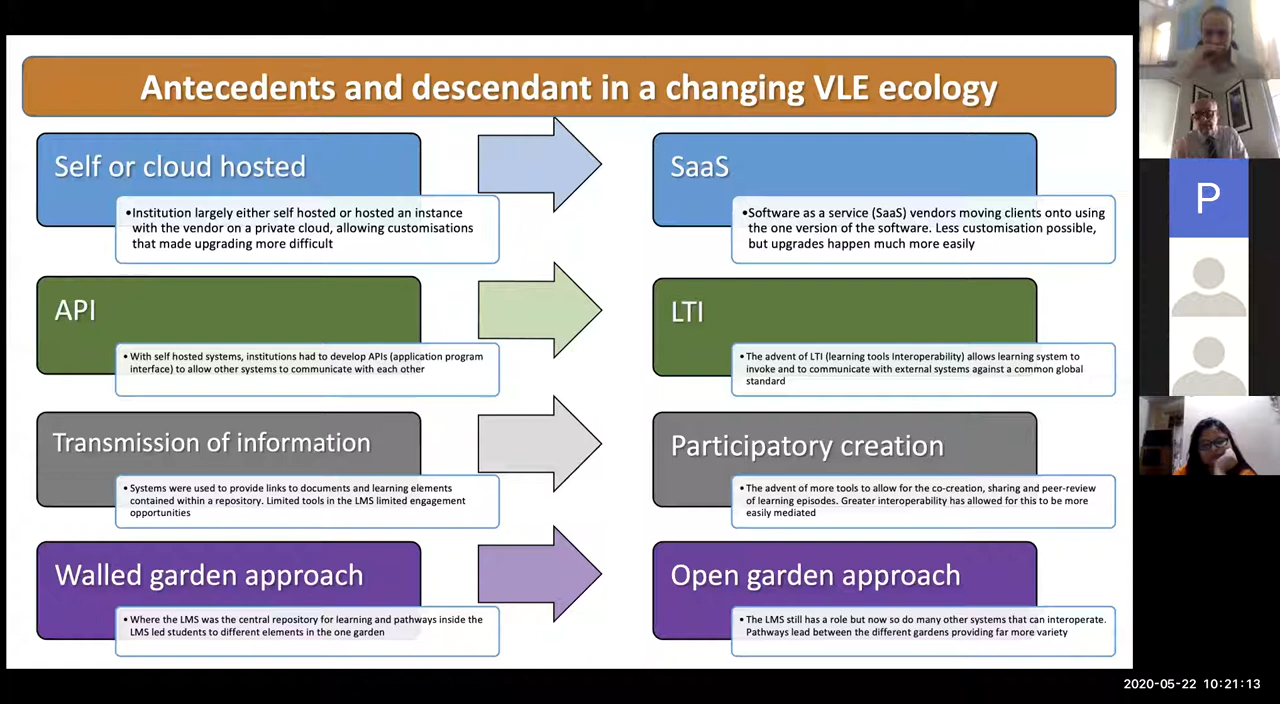 Antecedents and descendant in a changing VLE ecology
Self or cloud hosted
•Institution largely either self hosted or hosted an instance
with the vendor on a private cloud, allowing customisations
that made upgrading more difficult
SaaS
•Software as a service (SaaS) vendors moving clients onto using
the one version of the software. Less customisation possible,
but upgrades happen much more easily
API
• With self hosted systems, institutions had to develop APIs (application program
interface) to allow other systems to communicate with each other
LTI
• The advent of LTI (learning tools Interoperability) allows learning system to
invoke and to communicate with external systems against a common global
standard
Transmission of information
• Systems were used to provide links to documents and learning elements
contained within a repository. Limited tools in the LMS limited engagement
opportunities
Participatory creation
• The advent of more tools to allow for the co-creation, sharing and peer-review
of learning episodes. Greater interoperability has allowed for this to be more
easily mediated
Walled garden approach
• Where the LMS was the central repository for learning and pathways inside the
LMS led students to different elements in the one garden
Open garden approach
• The LMS still has a role but now so do many other systems that can interoperate.
Pathways lead between the different gardens providing far more variety
P
2020-05-22 10:21:13